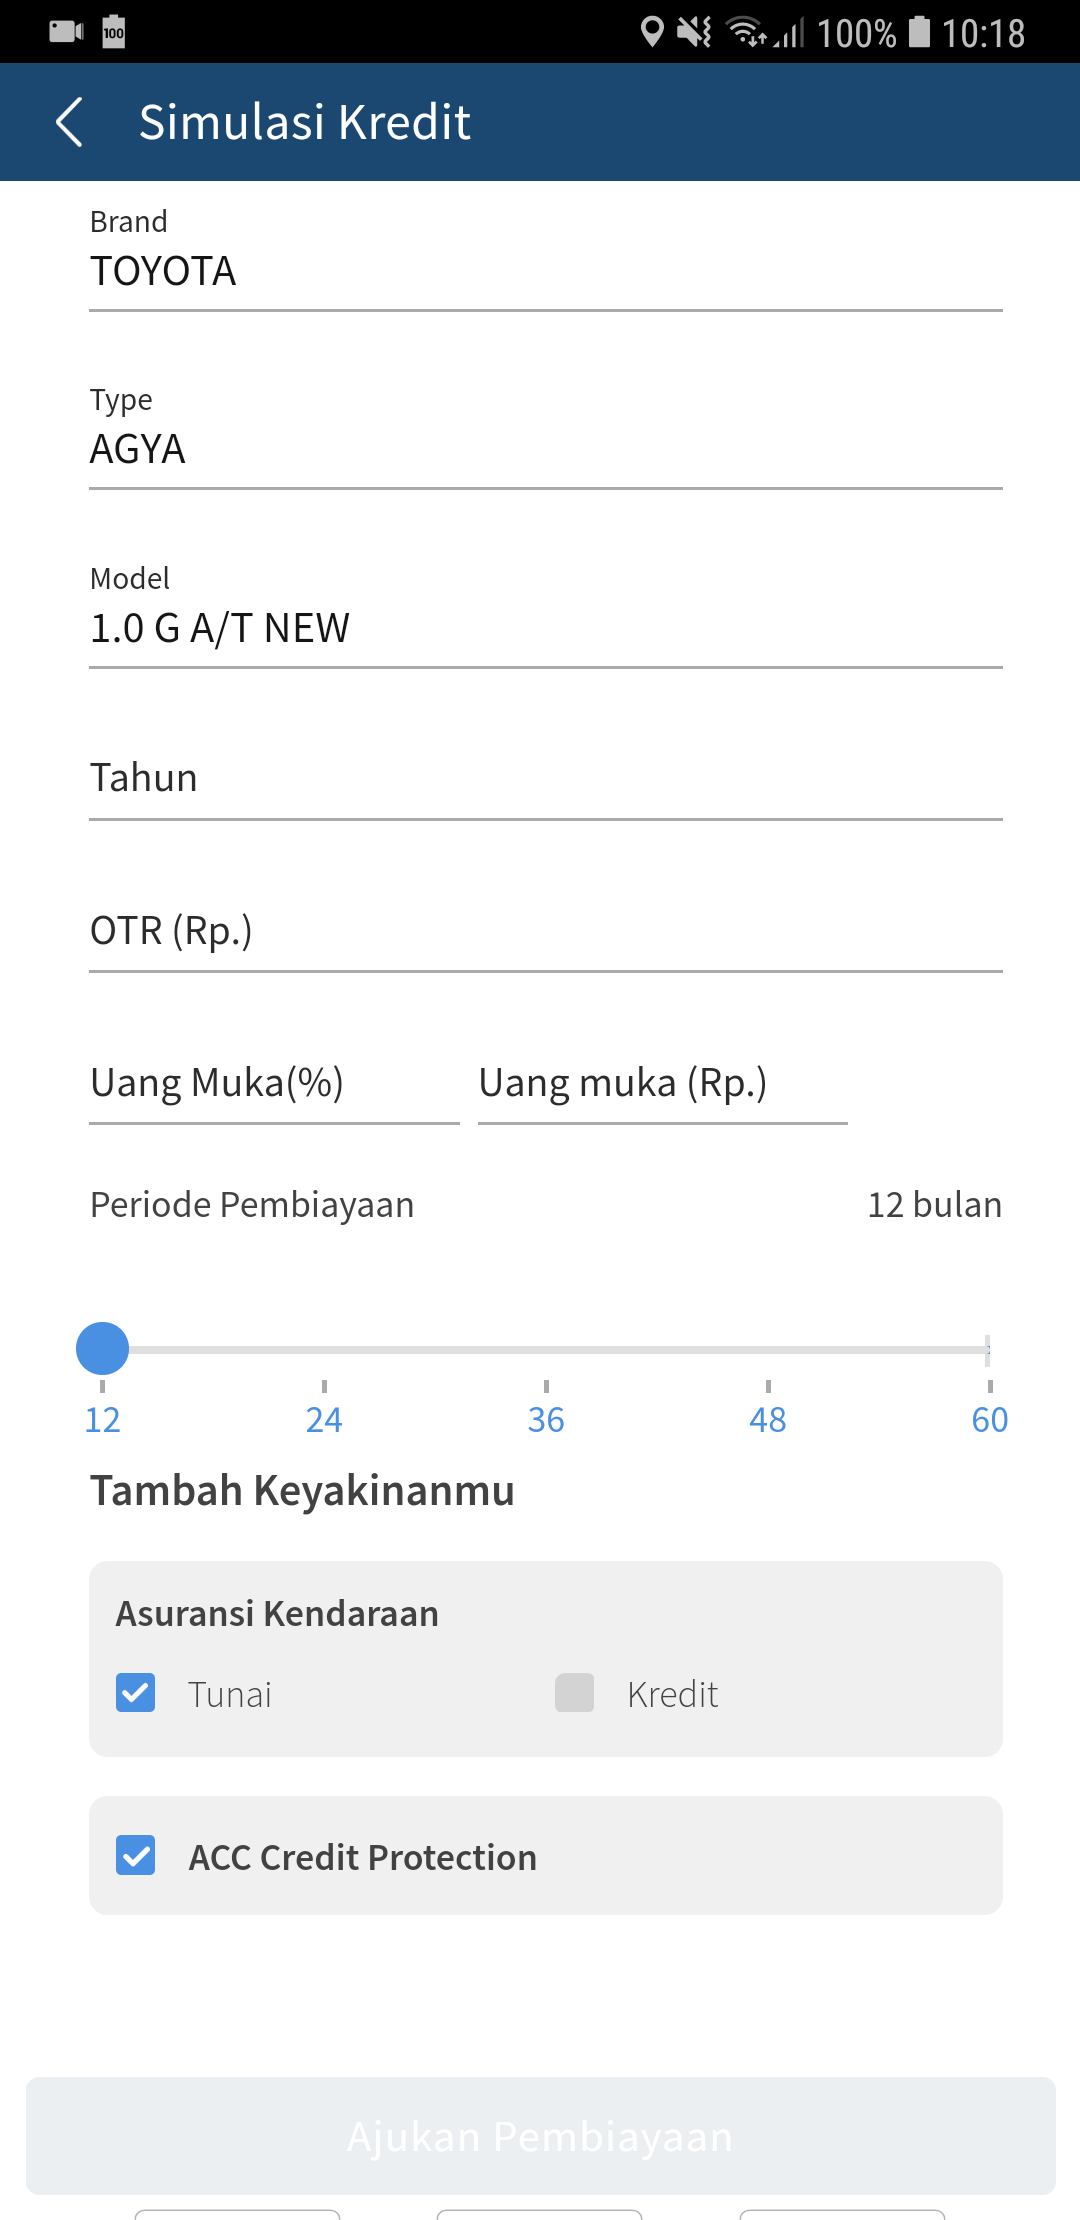 100 100% 10:18
Simulasi Kredit
Brand
TOYOTA
Type
AGYA
Model
1.0 G A/T NEW
Tahun
OTR (Rp.)
Uang Muka(%) Uang muka (Rp.)
Periode Pembiayaan 12 bulan
12 24 36 48 60
Tambah Keyakinanmu
Asuransi Kendaraan
Tunai Kredit
ACC Credit Protection
Ajukan Pembiayaan